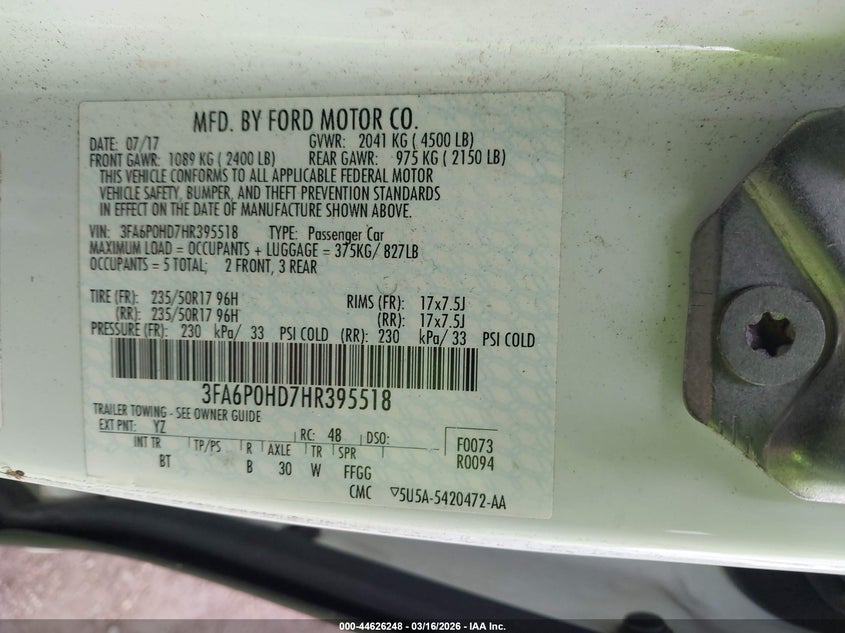 MFD. BY FORD MOTOR CO.
DATE: 07/17 GVWR: 2041 KG ( 4500 LB)
FRONT GAWR: 1089 KG ( 2400 LB) REAR GAWR: 975 KG ( 2150 LB)
THIS VEHICLE CONFORMS TO ALL APPLICABLE FEDERAL MOTOR
VEHICLE SAFETY, BUMPER, AND THEFT PREVENTION STANDARDS
IN EFFECT ON THE DATE OF MANUFACTURE SHOWN ABOVE.
VIN: 3FA6P0HD7HR395518 TYPE: Passenger Car
MAXIMUM LOAD = OCCUPANTS + LUGGAGE = 375KG/ 827LB
OCCUPANTS = 5 TOTAL; 2 FRONT, 3 REAR
TIRE (FR): 235/50R17 96H RIMS (FR): 17x7.5J
(RR): 235/50R17 96H (RR): 17x7.5J
PRESSURE (FR): 230 kPa/ 33 PSI COLD (RR): 230 kPa/ 33 PSI COLD
3FA6P0HD7HR395518
TRAILER TOWING - SEE OWNER GUIDE
EXT PNT: YZ RC: 48 DSO: F0073
INT TR TP/PS R AXLE TR SPR R0094
BT B 30 W FFGG
CMC ▽5U5A-5420472-AA
000-44626248 - 03/16/2026 - IAA Inc.